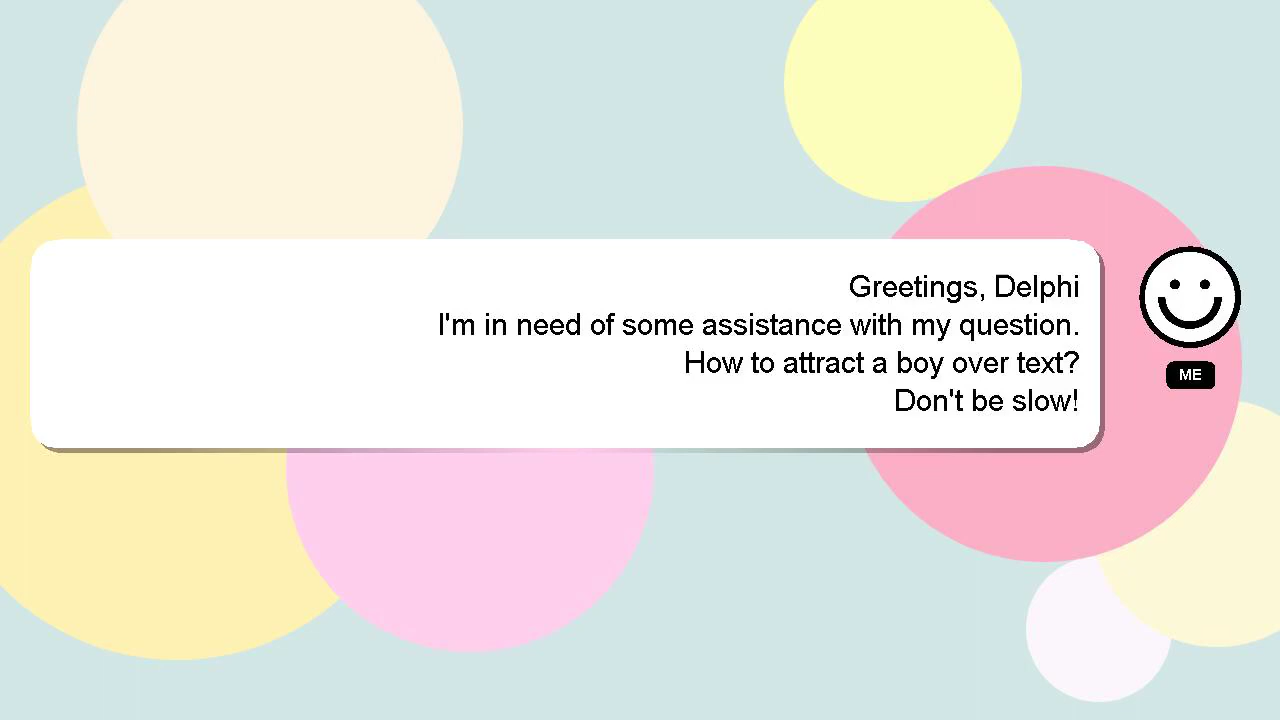 Greetings, Delphi
I'm in need of some assistance with my question.
How to attract a boy over text?
Don't be slow!
ME